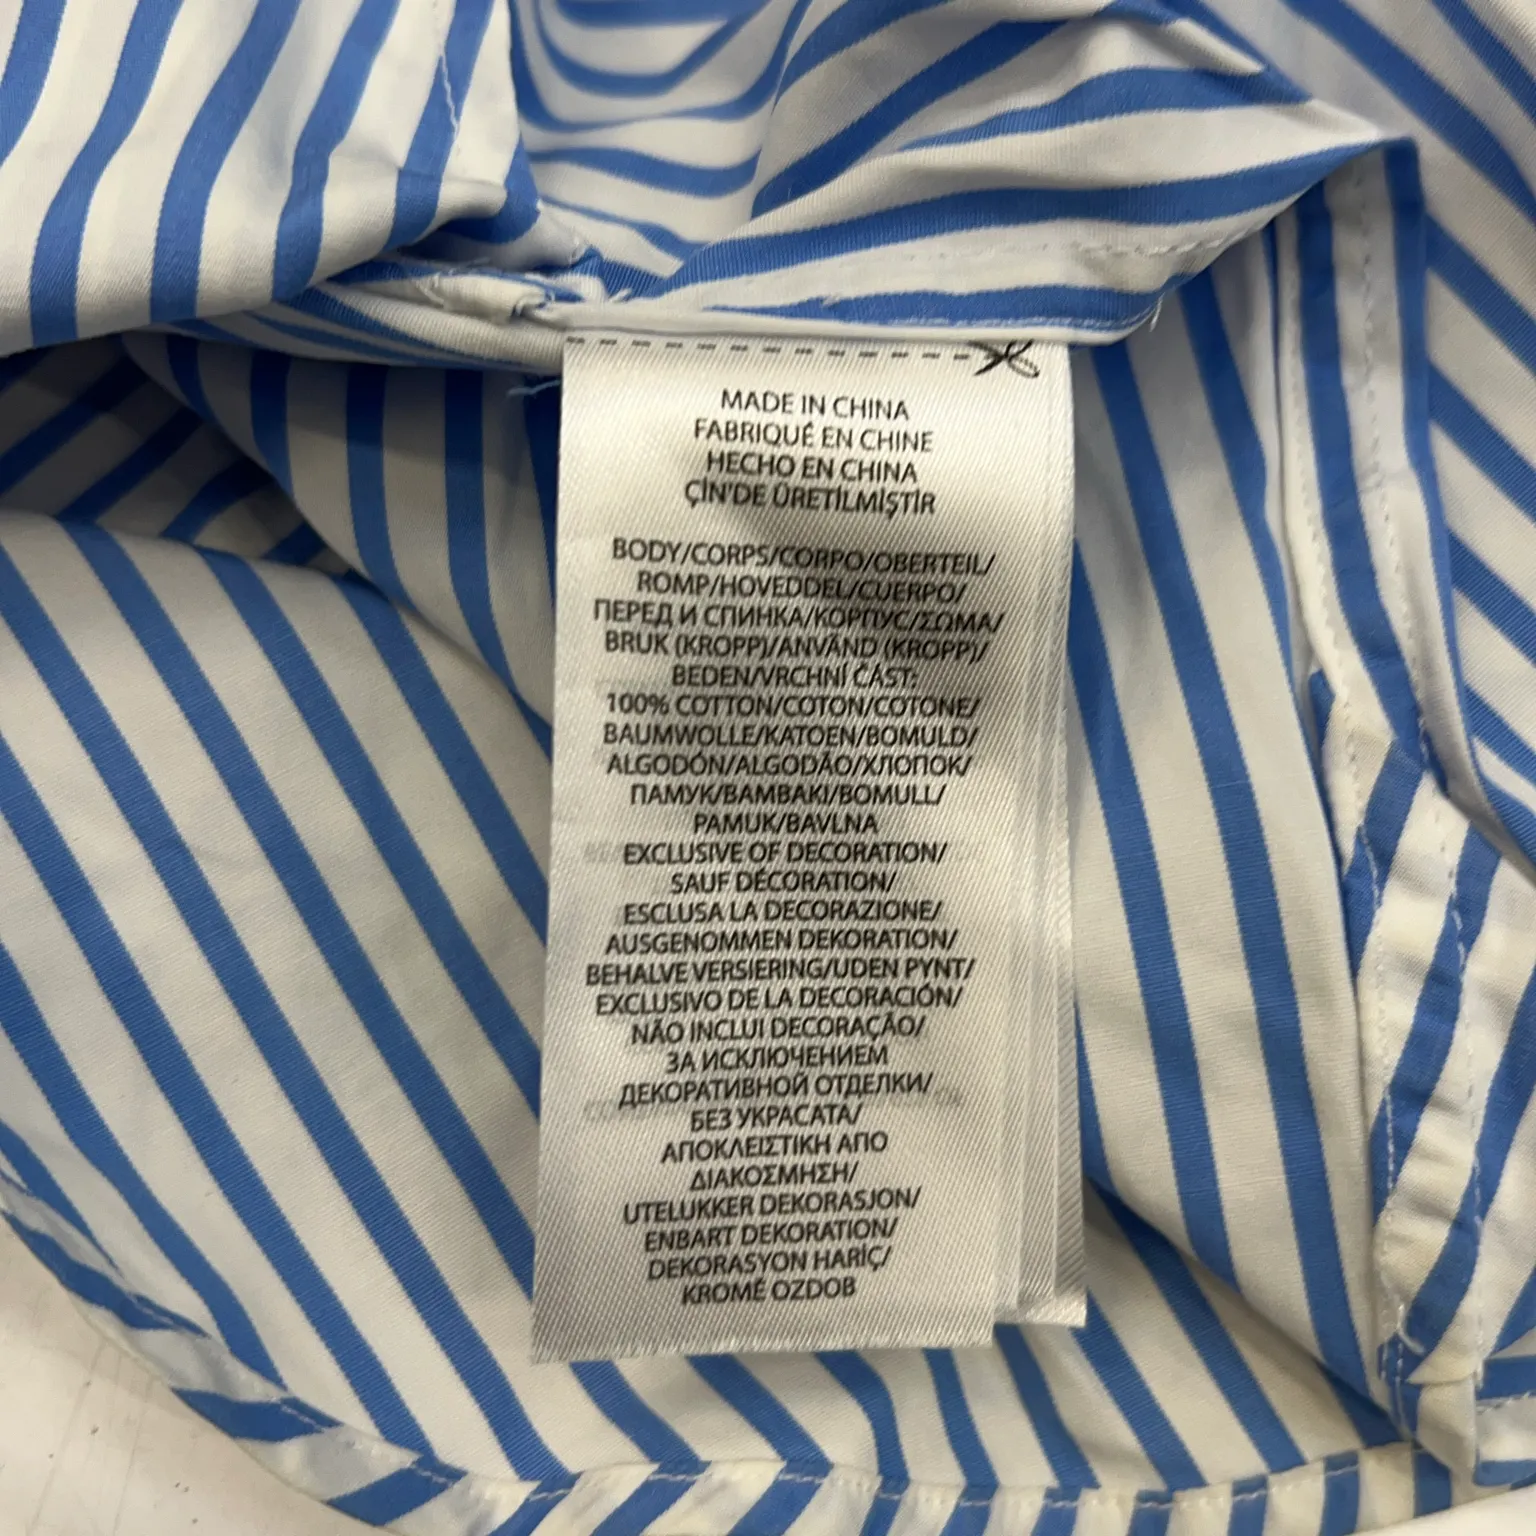 MADE IN CHINA
FABRIQUÉ EN CHINE
HECHO EN CHINA
ÇİN'DE ÜRETİLMİŞTİR
BODY/CORPS/CORPO/OBERTEIL/
ROMP/HOVEDDEL/CUERPO/
ПЕРЕД И СПИНКА/КОРПУС/ΣΩΜΑ/
BRUK (KROPP)/ANVÄND (KROPP)/
BEDEN/VRCHNÍ ČÁST:
100% COTTON/COTON/COTONE/
BAUMWOLLE/KATOEN/BOMULD/
ALGODÓN/ALGODÃO/ХЛОПОК/
ПАМУК/ΒΑΜΒΑΚΙ/BOMULL/
PAMUK/BAVLNA
EXCLUSIVE OF DECORATION/
SAUF DÉCORATION/
ESCLUSA LA DECORAZIONE/
AUSGENOMMEN DEKORATION/
BEHALVE VERSIERING/UDEN PYNT/
EXCLUSIVO DE LA DECORACIÓN/
NÃO INCLUI DECORAÇÃO/
ЗА ИСКЛЮЧЕНИЕМ
ДЕКОРАТИВНОЙ ОТДЕЛКИ/
БЕЗ УКРАСАТА/
ΑΠΟΚΛΕΙΣΤΙΚΗ ΑΠΟ
ΔΙΑΚΟΣΜΗΣΗ/
UTELUKKER DEKORASJON/
ENBART DEKORATION/
DEKORASYON HARİÇ/
KROMÉ OZDOB